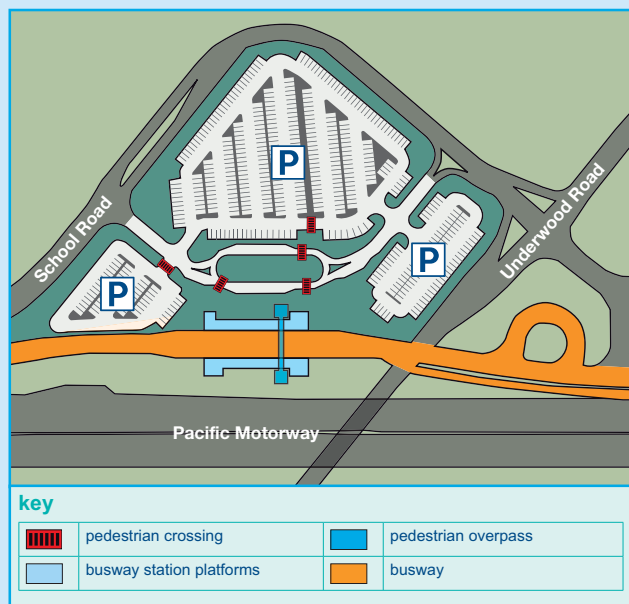 School Road
Underwood Road
P
P
P
Pacific Motorway
key
pedestrian crossing
pedestrian overpass
busway station platforms
busway